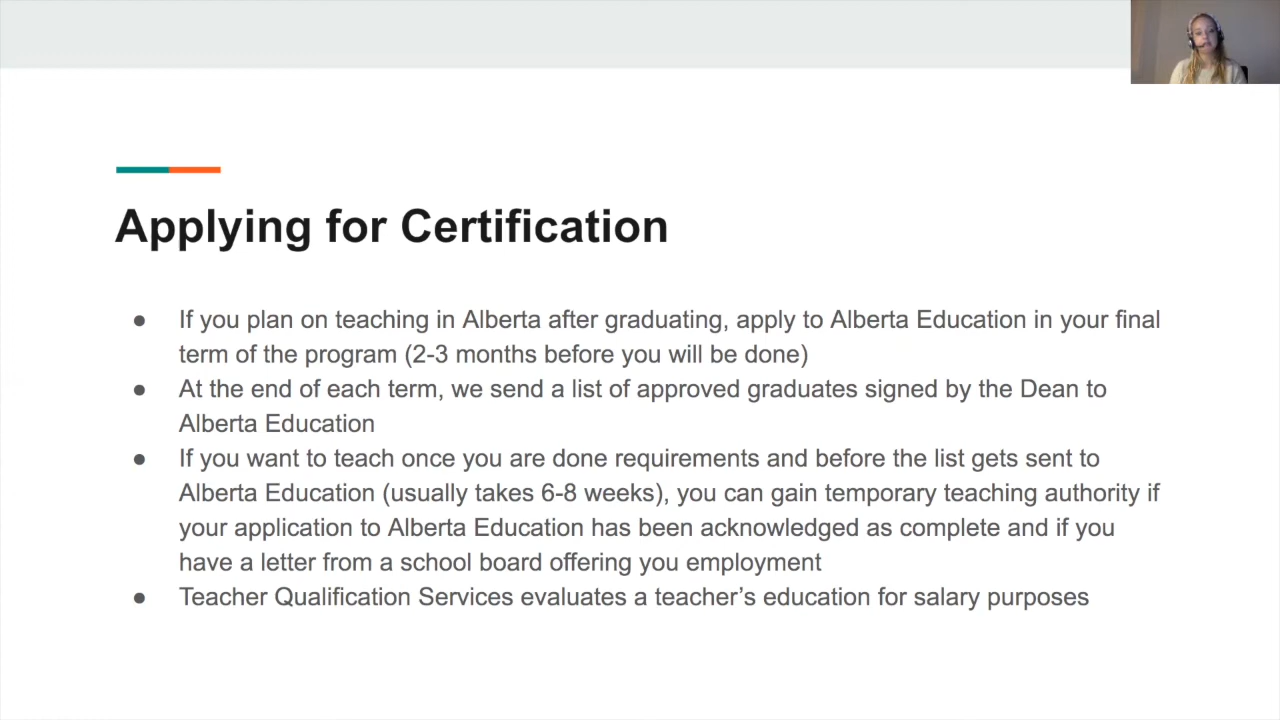 Applying for Certification
● If you plan on teaching in Alberta after graduating, apply to Alberta Education in your final
term of the program (2-3 months before you will be done)
● At the end of each term, we send a list of approved graduates signed by the Dean to
Alberta Education
● If you want to teach once you are done requirements and before the list gets sent to
Alberta Education (usually takes 6-8 weeks), you can gain temporary teaching authority if
your application to Alberta Education has been acknowledged as complete and if you
have a letter from a school board offering you employment
● Teacher Qualification Services evaluates a teacher’s education for salary purposes